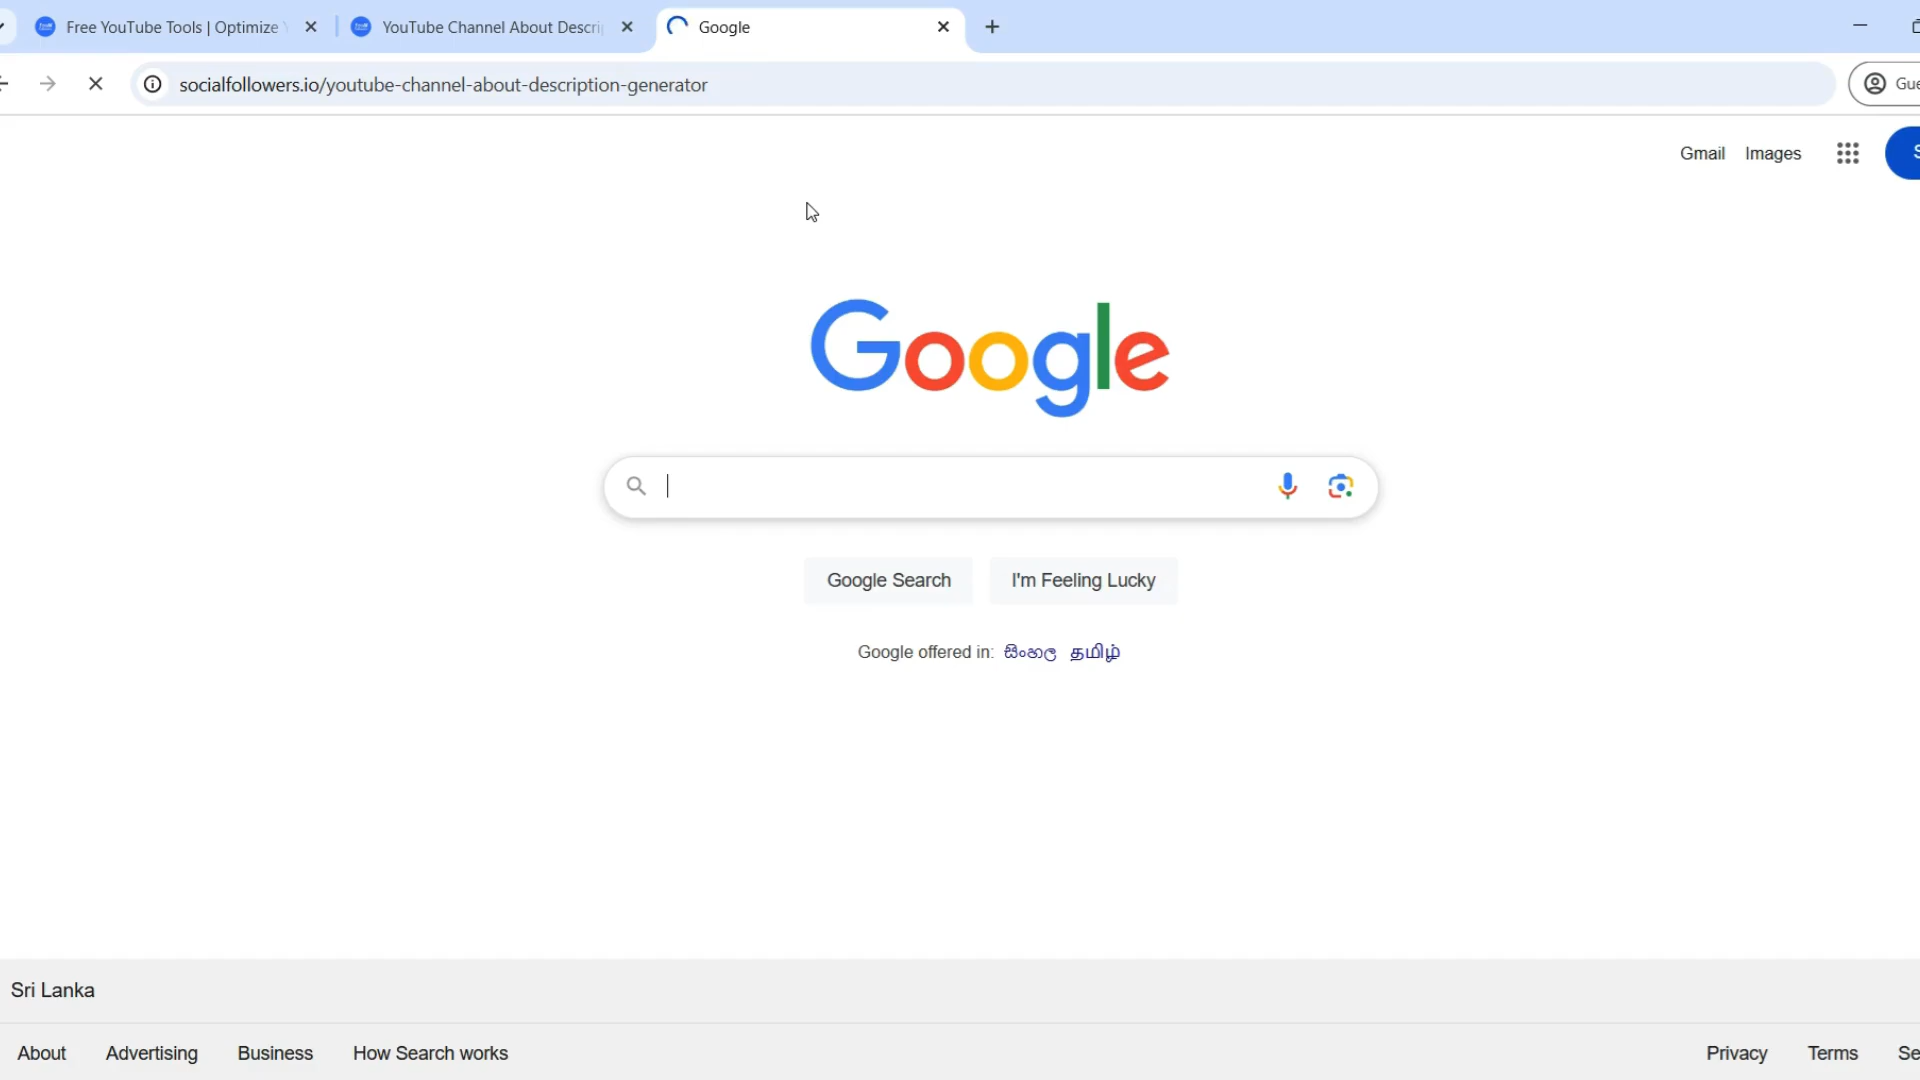 Free YouTube Tools | Optimize
YouTube Channel About Descri
Google
socialfollowers.io/youtube-channel-about-description-generator
Gmail Images
Google
Google Search I'm Feeling Lucky
Google offered in: සිංහල தமிழ்
Sri Lanka
About Advertising Business How Search works
Privacy Terms